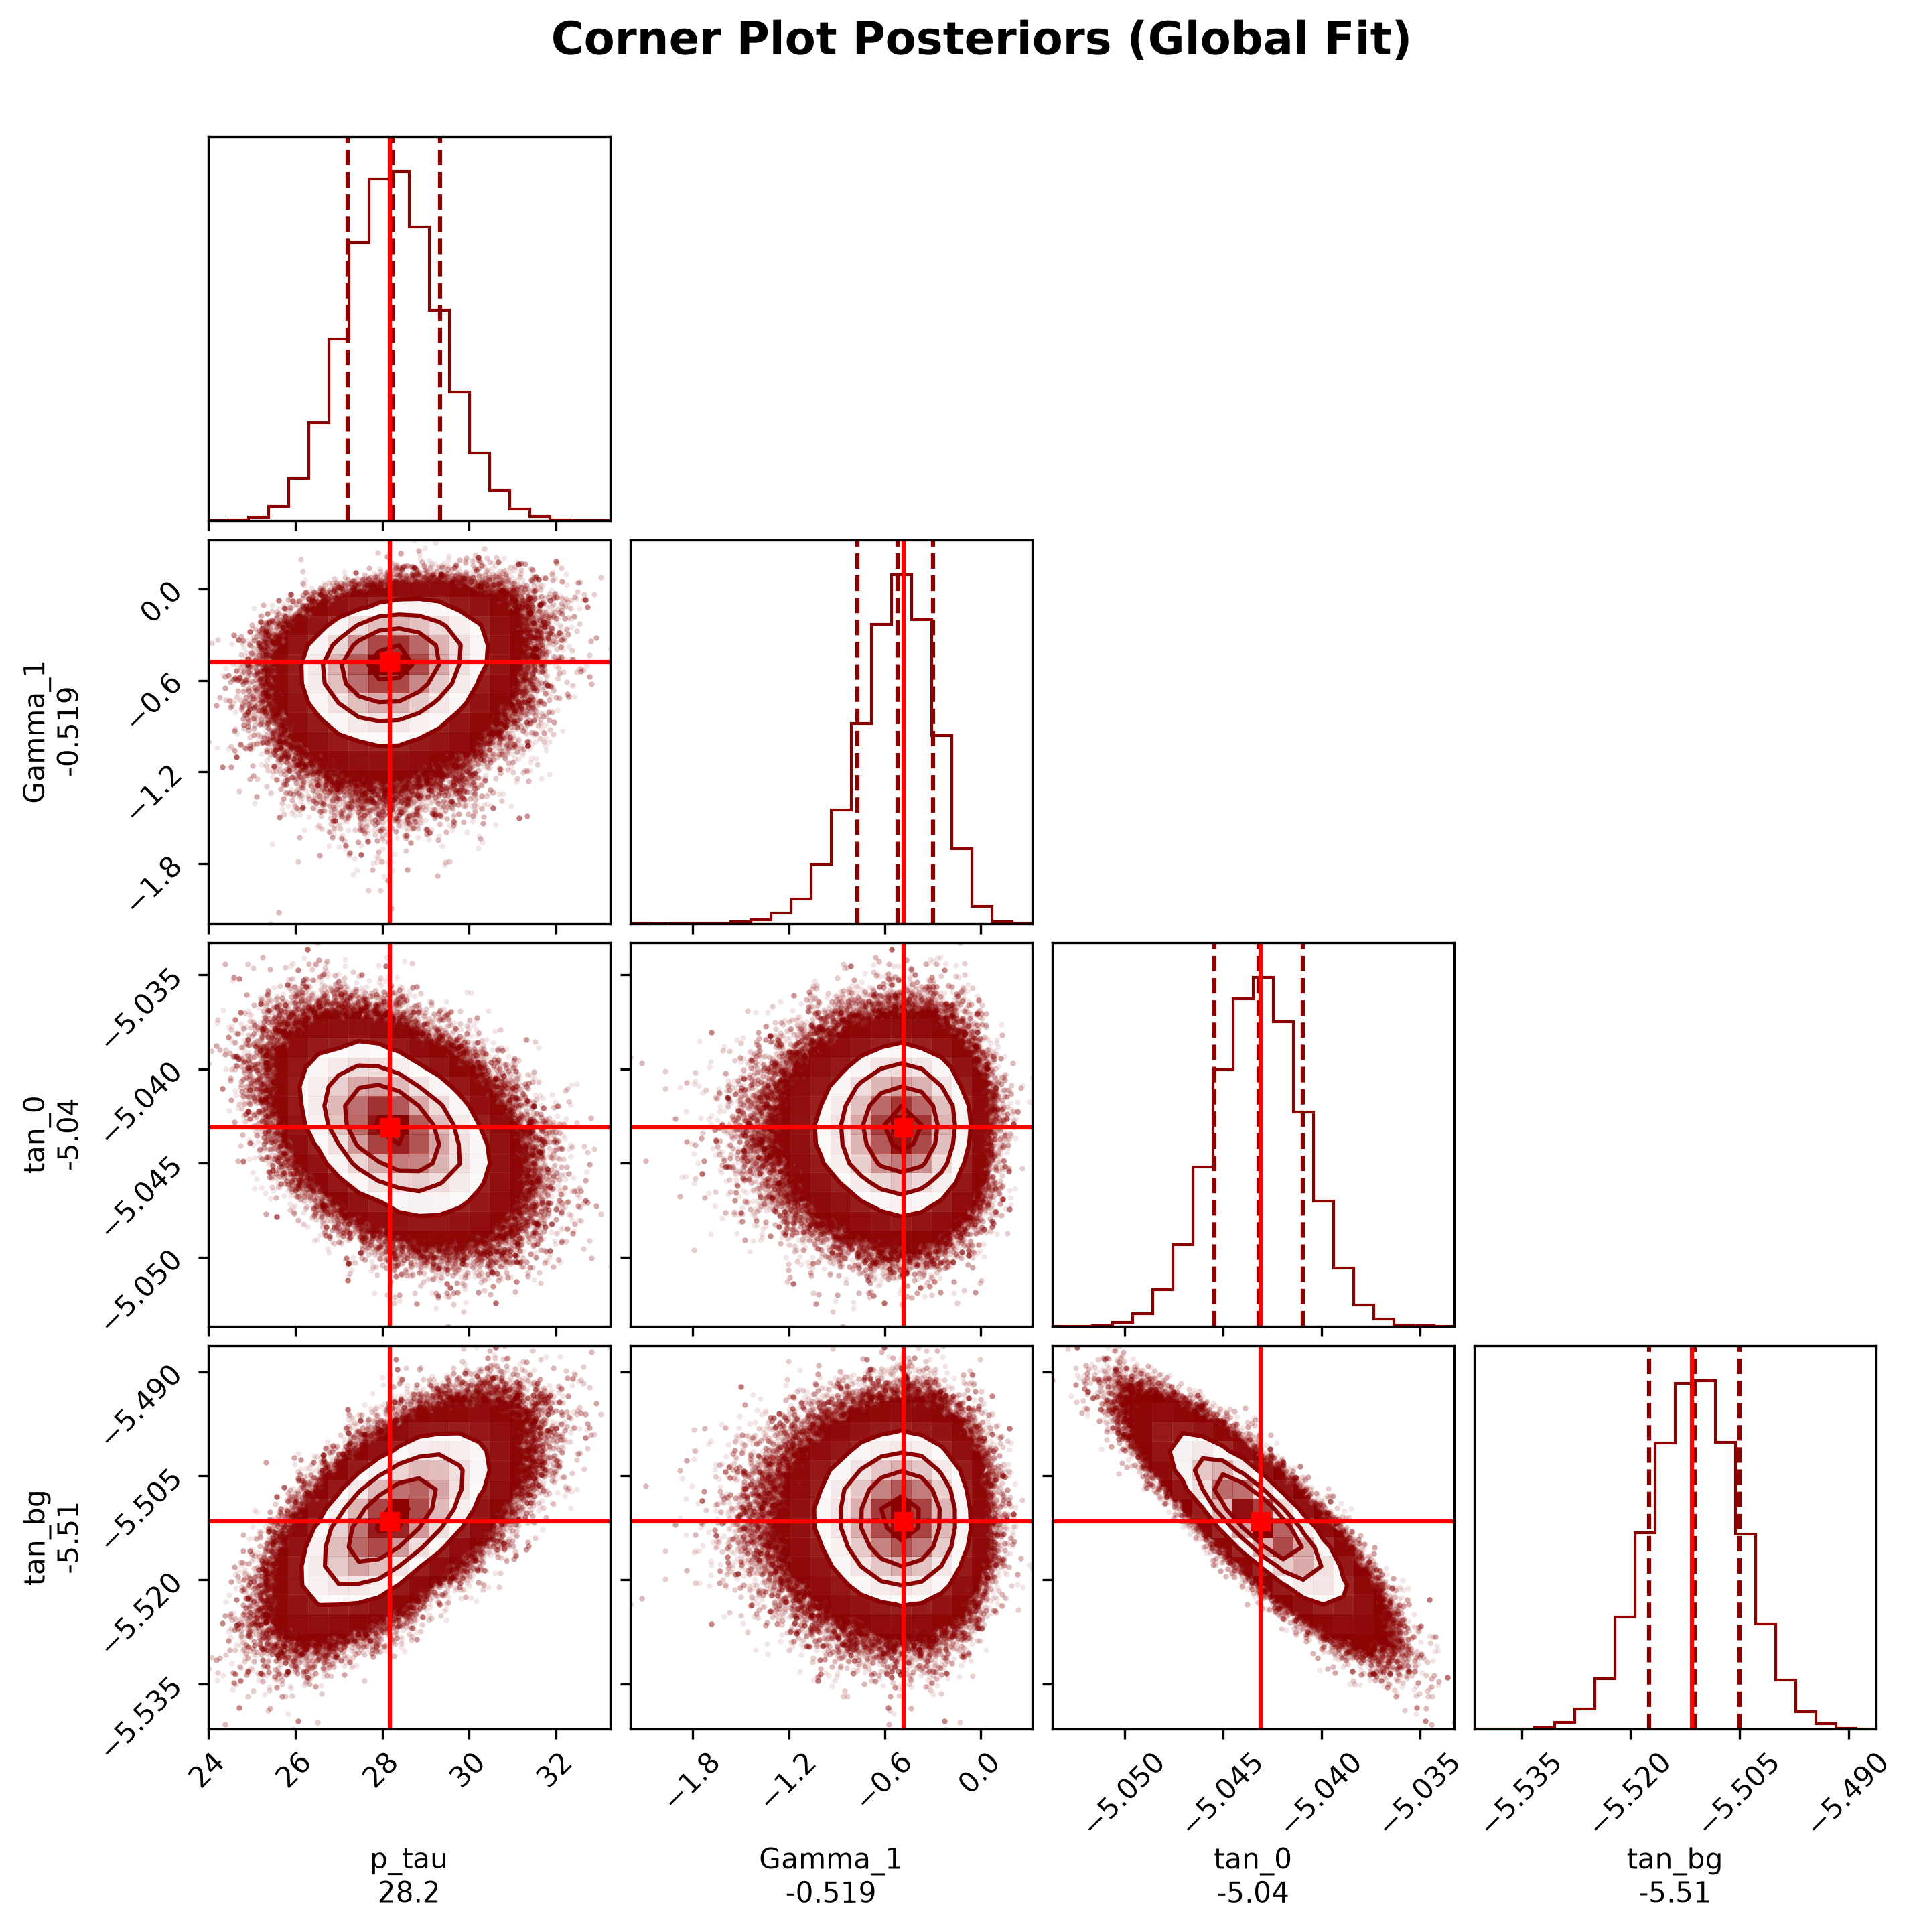 Corner Plot Posteriors (Global Fit)
Gamma_1
-0.519
0.0
−0.6
−1.2
−1.8
tan_0
-5.04
−5.035
−5.040
−5.045
−5.050
tan_bg
-5.51
−5.490
−5.505
−5.520
−5.535
24 26 28 30 32
−1.8 −1.2 −0.6 0.0
−5.050 −5.045 −5.040 −5.035
−5.535 −5.520 −5.505 −5.490
p_tau
28.2
Gamma_1
-0.519
tan_0
-5.04
tan_bg
-5.51